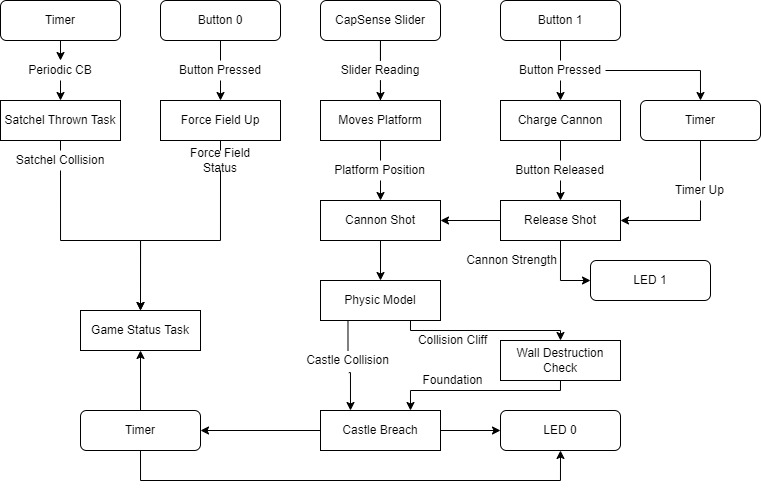 Timer
Button 0
CapSense Slider
Button 1
Periodic CB
Button Pressed
Slider Reading
Button Pressed
Satchel Thrown Task
Force Field Up
Moves Platform
Charge Cannon
Timer
Satchel Collision
Force Field
Status
Platform Position
Button Released
Timer Up
Cannon Shot
Release Shot
Cannon Strength
LED 1
Physic Model
Game Status Task
Collision Cliff
Castle Collision
Wall Destruction
Check
Foundation
Timer
Castle Breach
LED 0